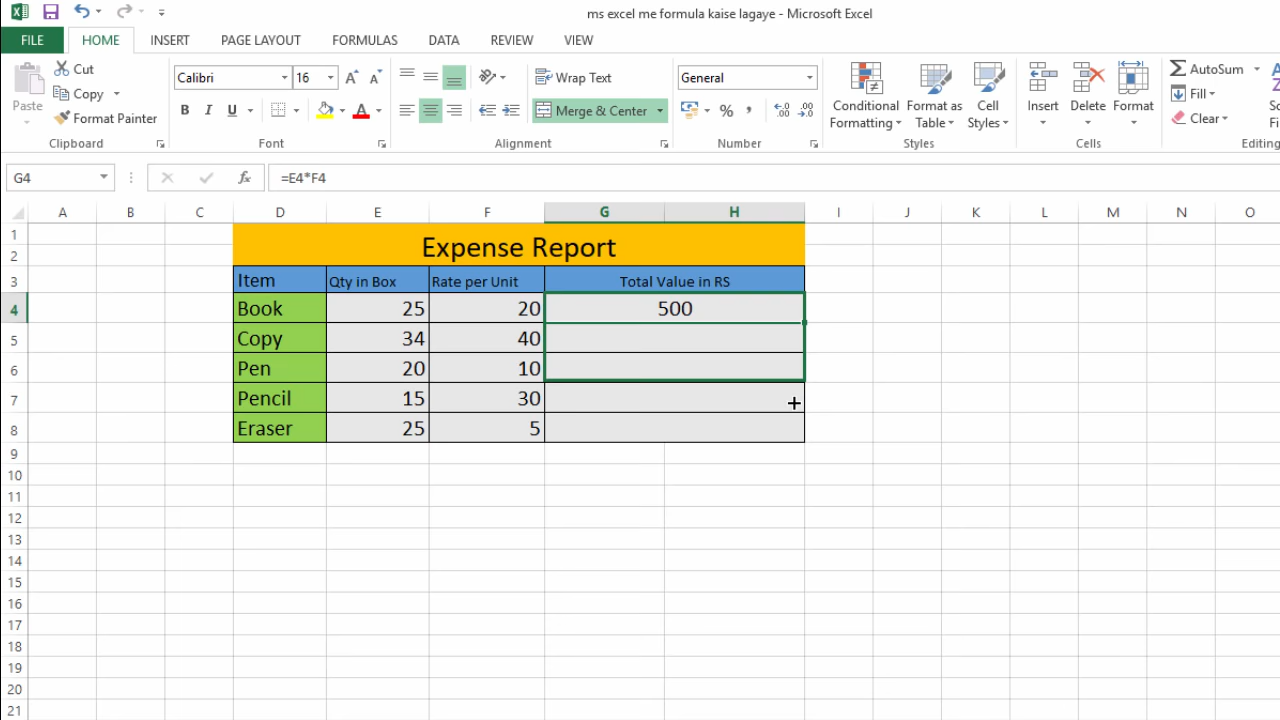 ms excel me formula kaise lagaye - Microsoft Excel
FILE HOME INSERT PAGE LAYOUT FORMULAS DATA REVIEW VIEW
Paste
Cut
Copy
Format Painter
Clipboard
Calibri 16 A A
B I U A
Font
Wrap Text
Merge & Center
Alignment
General
% , .00
Number
Conditional Formatting
Format as Table
Cell Styles
Styles
Insert Delete Format
Cells
AutoSum
Fill
Clear
Editing
G4 fx =E4*F4
A B C D E F G H I J K L M N O
1
2 Expense Report
3 Item Qty in Box Rate per Unit Total Value in RS
4 Book 25 20 500
5 Copy 34 40
6 Pen 20 10
7 Pencil 15 30
8 Eraser 25 5
9
10
11
12
13
14
15
16
17
18
19
20
21